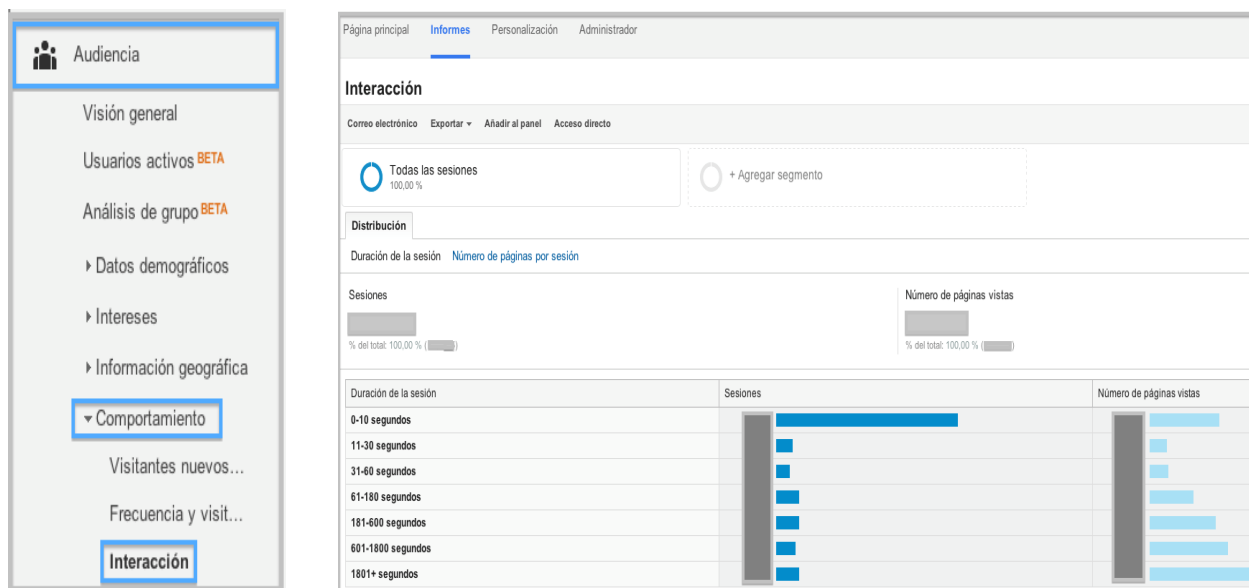 Audiencia
Visión general
Usuarios activos BETA
Análisis de grupo BETA
Datos demográficos
Intereses
Información geográfica
Comportamiento
Visitantes nuevos...
Frecuencia y visit...
Interacción
Página principal Informes Personalización Administrador
Interacción
Correo electrónico Exportar Añadir al panel Acceso directo
Todas las sesiones
100,00 %
+ Agregar segmento
Distribución
Duración de la sesión Número de páginas por sesión
Sesiones
% del total: 100,00 % ( )
Número de páginas vistas
% del total: 100,00 % ( )
Duración de la sesión Sesiones Número de páginas vistas
0-10 segundos
11-30 segundos
31-60 segundos
61-180 segundos
181-600 segundos
601-1800 segundos
1801+ segundos